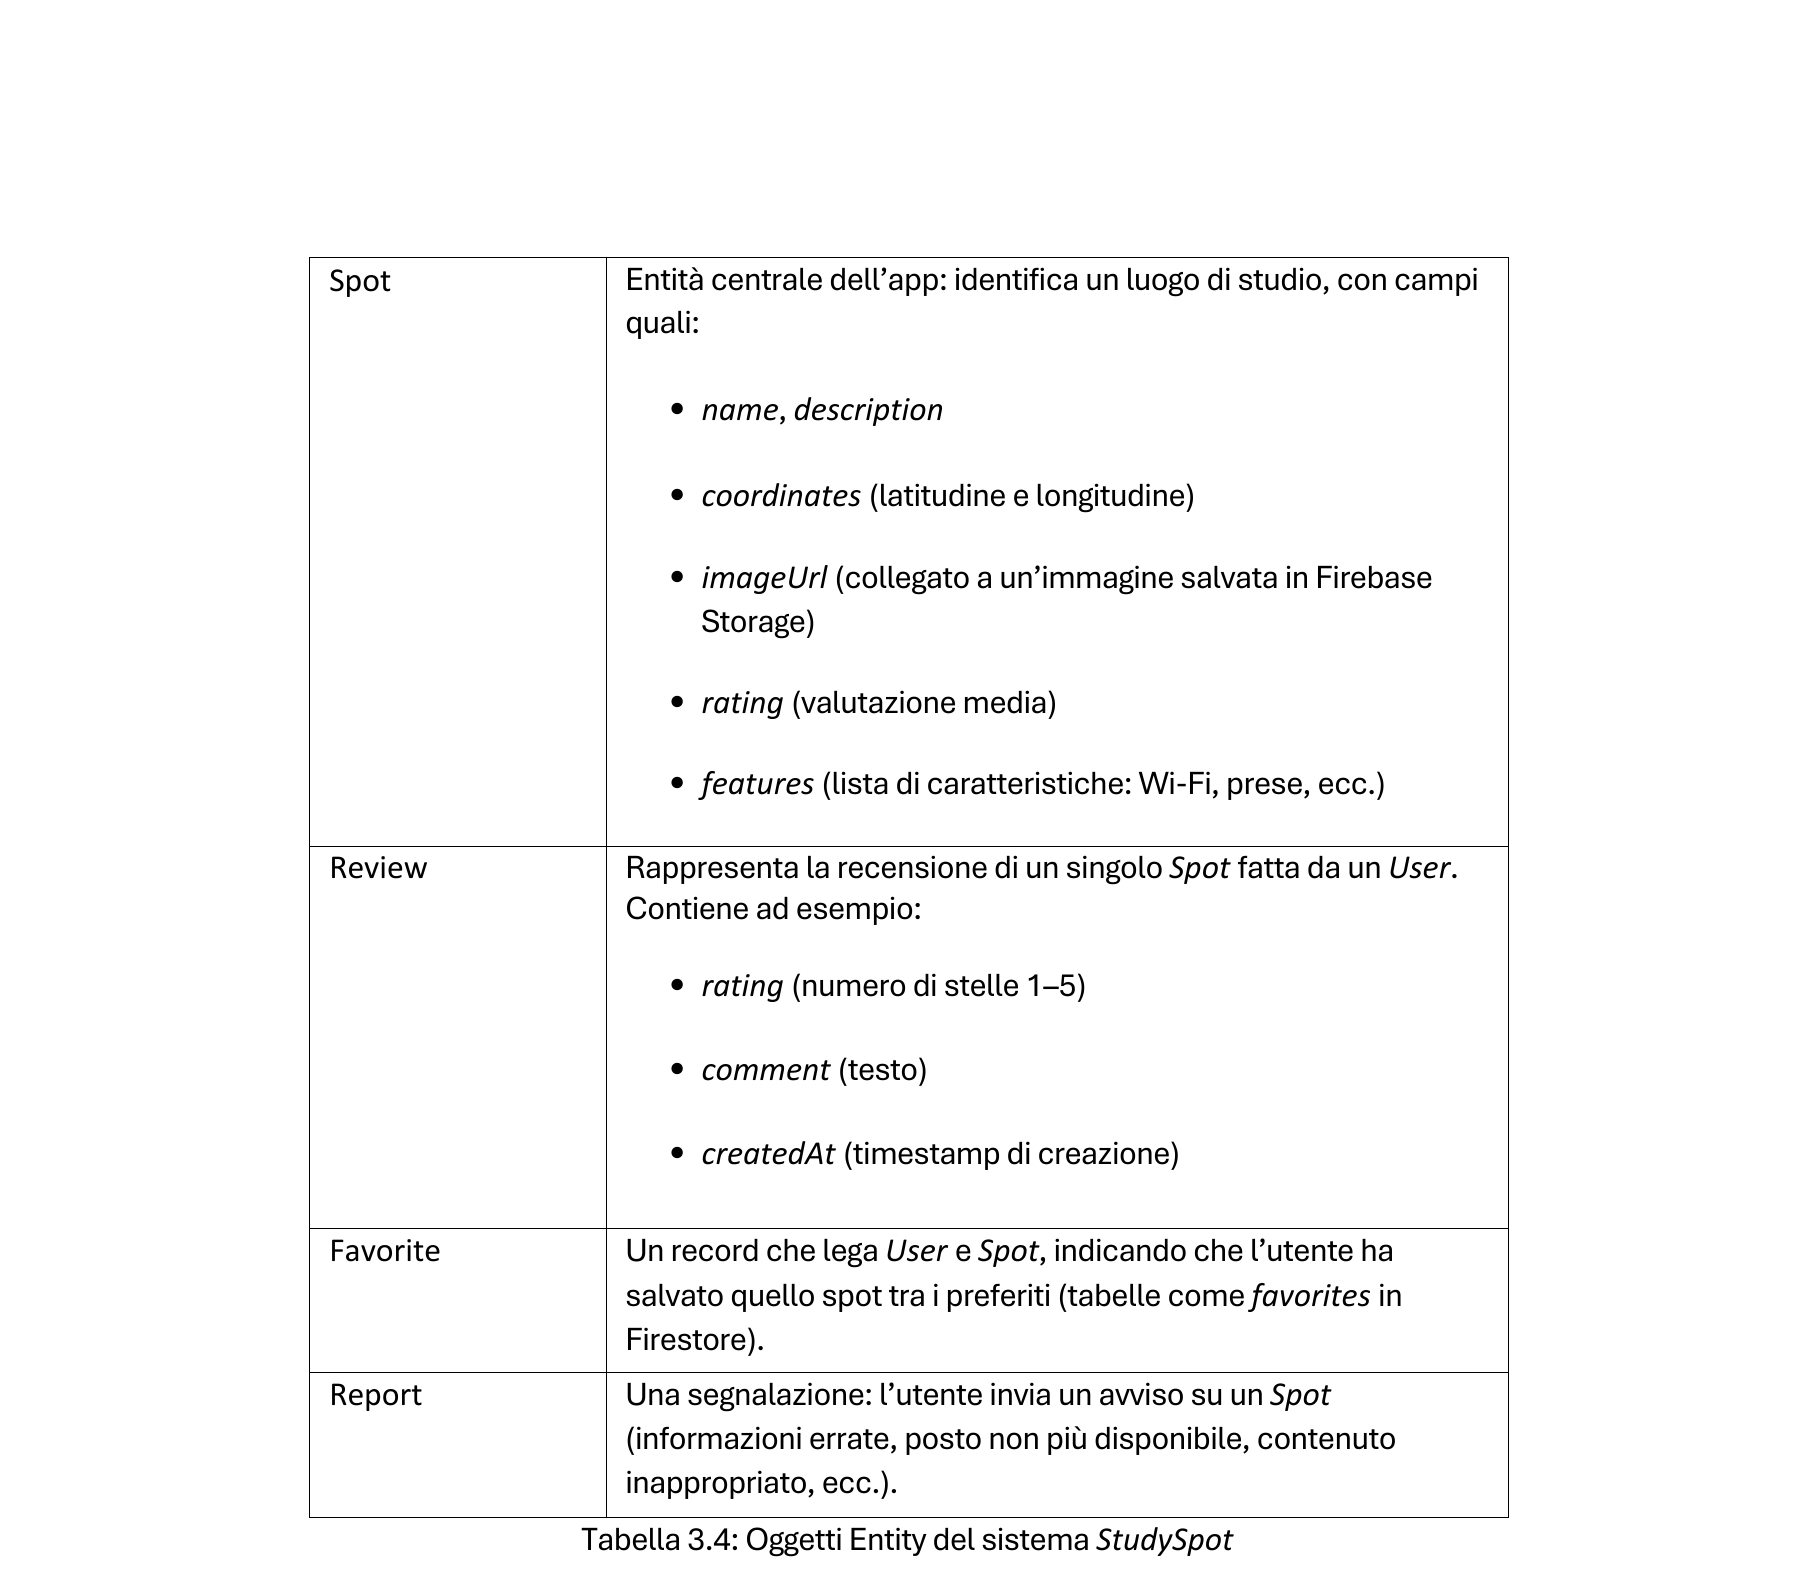 Spot
Entità centrale dell’app: identifica un luogo di studio, con campi
quali:
• name, description
• coordinates (latitudine e longitudine)
• imageUrl (collegato a un’immagine salvata in Firebase
Storage)
• rating (valutazione media)
• features (lista di caratteristiche: Wi-Fi, prese, ecc.)
Review
Rappresenta la recensione di un singolo Spot fatta da un User.
Contiene ad esempio:
• rating (numero di stelle 1–5)
• comment (testo)
• createdAt (timestamp di creazione)
Favorite
Un record che lega User e Spot, indicando che l’utente ha
salvato quello spot tra i preferiti (tabelle come favorites in
Firestore).
Report
Una segnalazione: l’utente invia un avviso su un Spot
(informazioni errate, posto non più disponibile, contenuto
inappropriato, ecc.).
Tabella 3.4: Oggetti Entity del sistema StudySpot